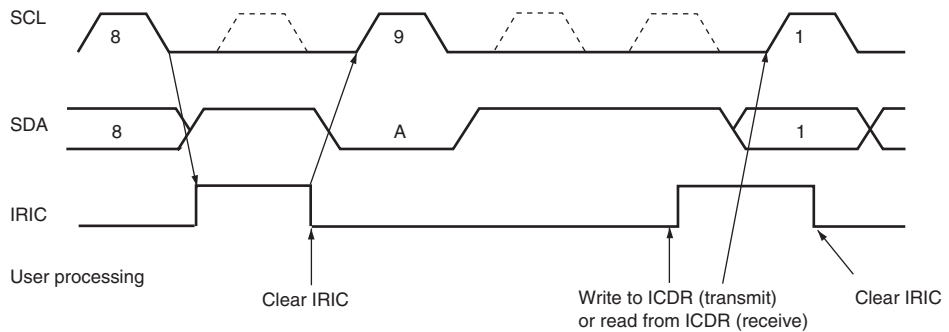 SCL
8
9
1
SDA
8
A
1
IRIC
User processing
Clear IRIC
Write to ICDR (transmit)
or read from ICDR (receive)
Clear IRIC